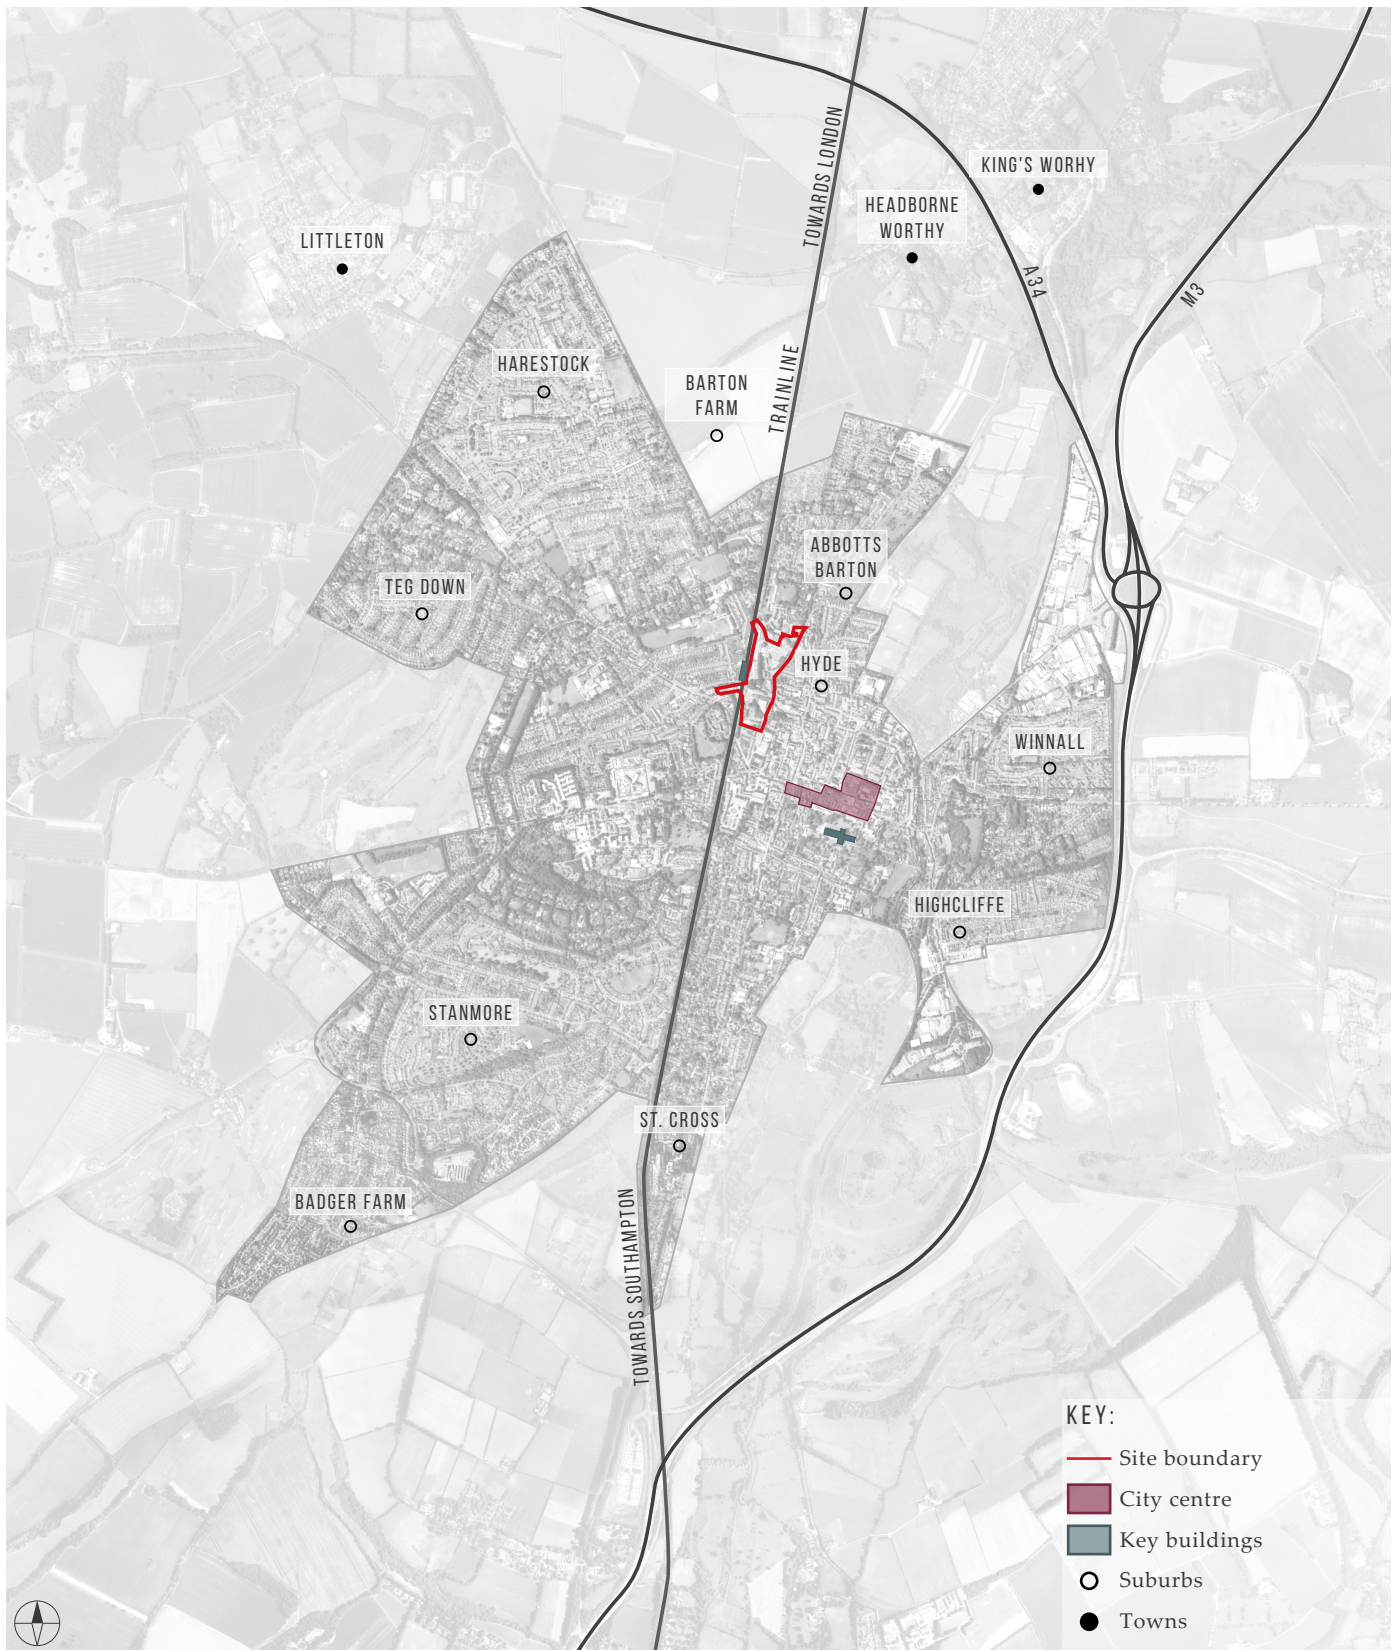 TOWARDS LONDON
KING'S WORHY
HEADBORNE
WORTHY
LITTLETON
A34
M3
HARESTOCK
BARTON
FARM
TRAINLINE
ABBOTTS
BARTON
TEG DOWN
HYDE
WINNALL
HIGHCLIFFE
STANMORE
ST. CROSS
BADGER FARM
TOWARDS SOUTHAMPTON
KEY:
Site boundary
City centre
Key buildings
Suburbs
Towns